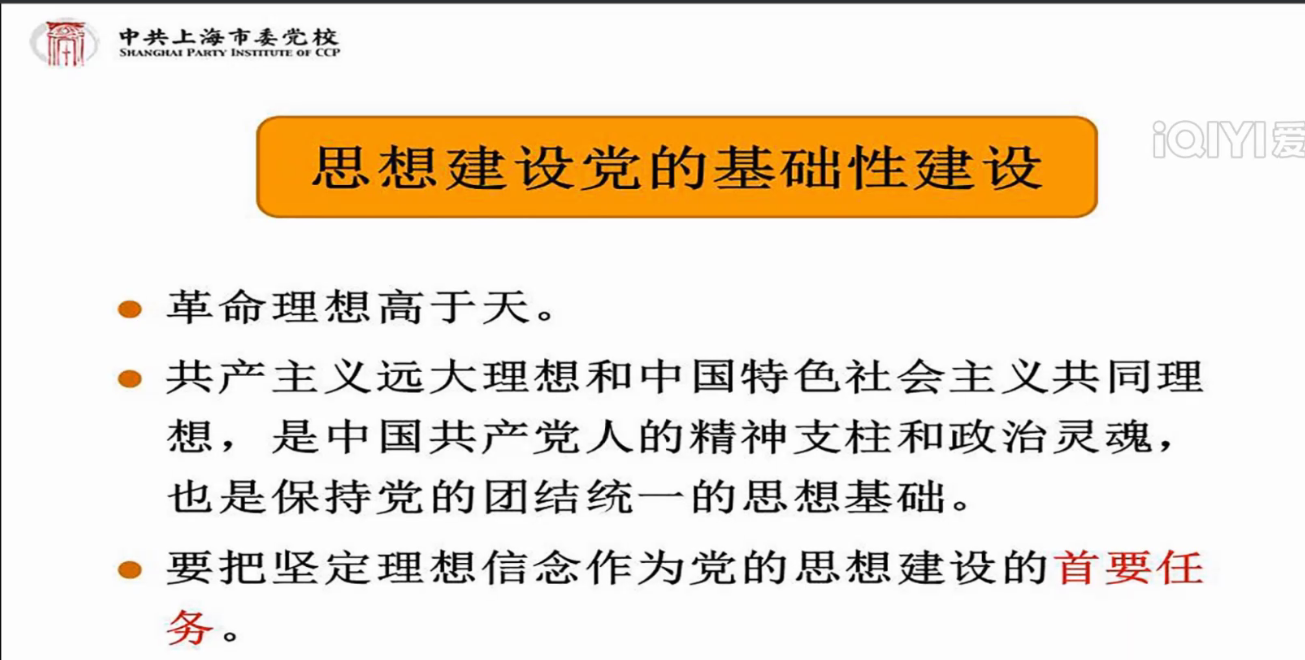 中共上海市委党校
SHANGHAI PARTY INSTITUTE OF CCP
iQIYI爱
思想建设党的基础性建设
革命理想高于天。
共产主义远大理想和中国特色社会主义共同理
想，是中国共产党人的精神支柱和政治灵魂，
也是保持党的团结统一的思想基础。
要把坚定理想信念作为党的思想建设的首要任
务。